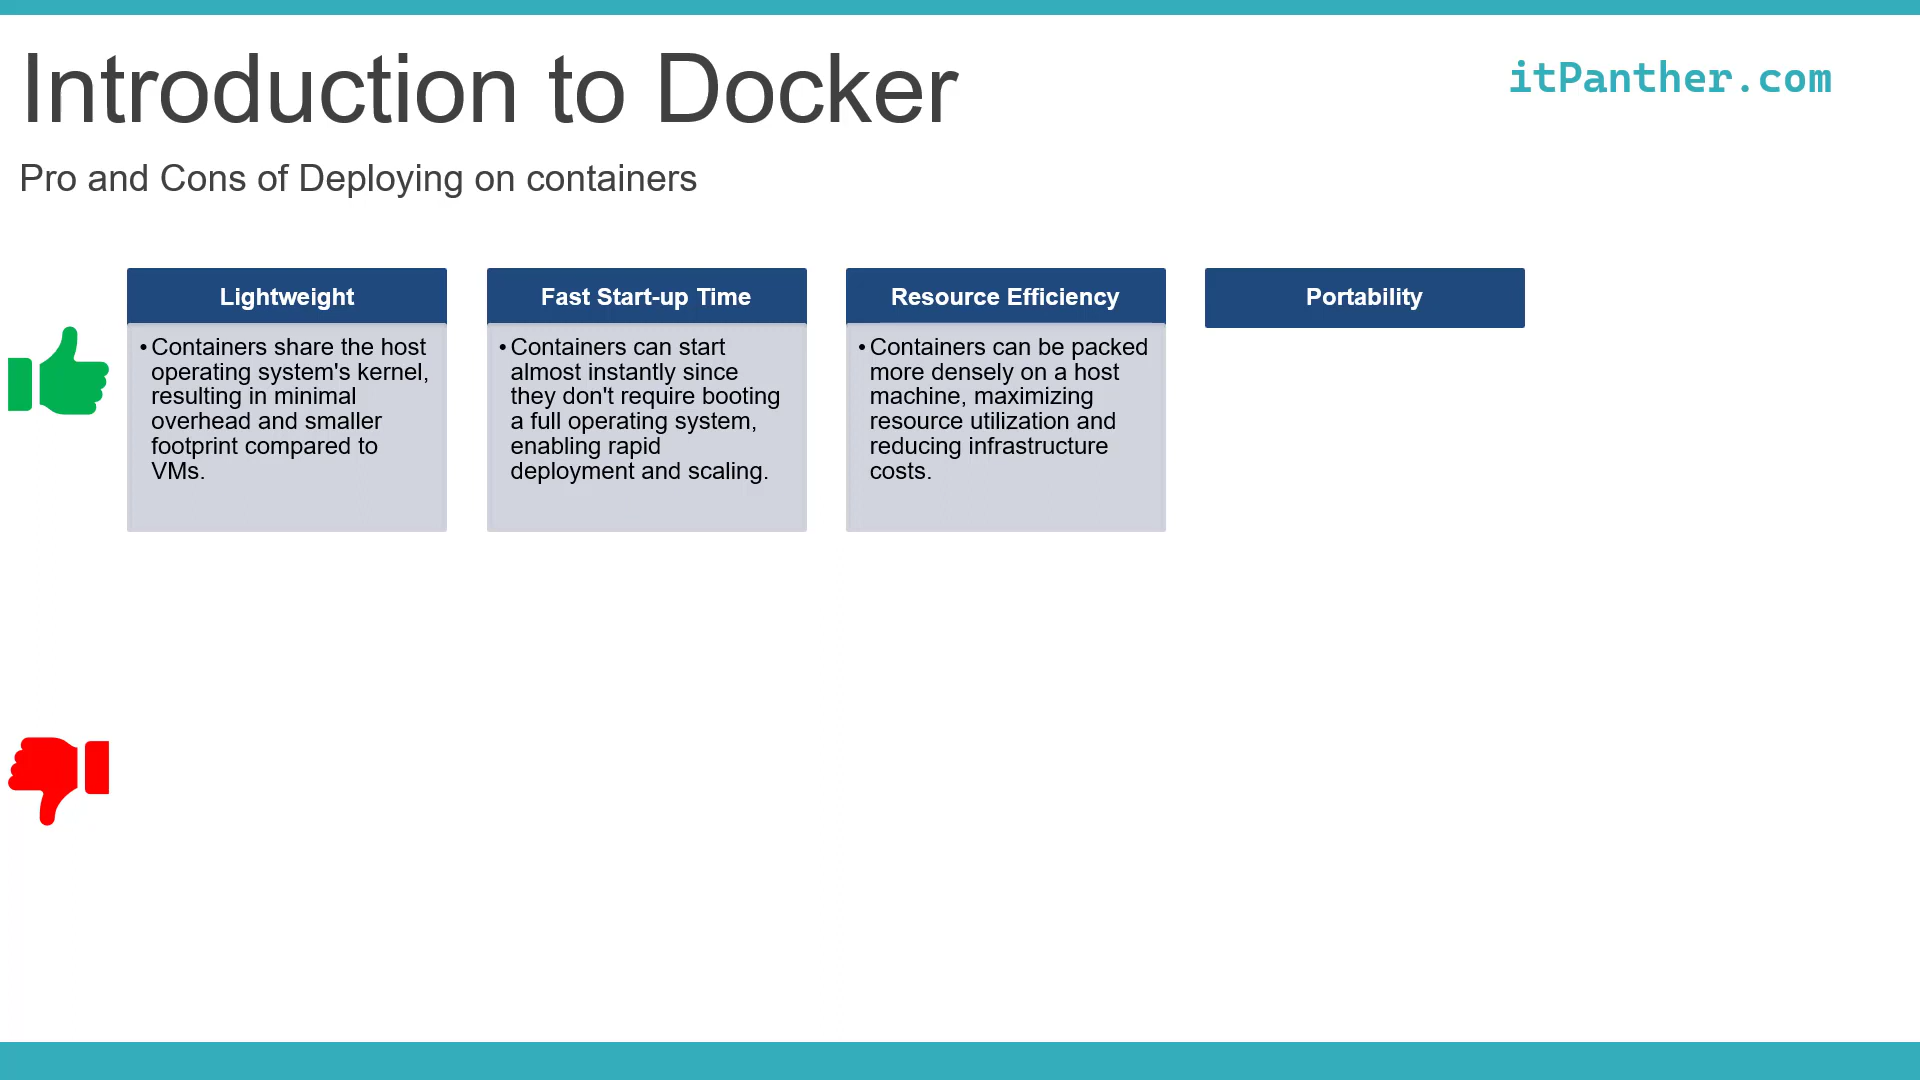 Introduction to Docker
itPanther.com
Pro and Cons of Deploying on containers
Lightweight
• Containers share the host
operating system's kernel,
resulting in minimal
overhead and smaller
footprint compared to
VMs.
Fast Start-up Time
• Containers can start
almost instantly since
they don't require booting
a full operating system,
enabling rapid
deployment and scaling.
Resource Efficiency
• Containers can be packed
more densely on a host
machine, maximizing
resource utilization and
reducing infrastructure
costs.
Portability